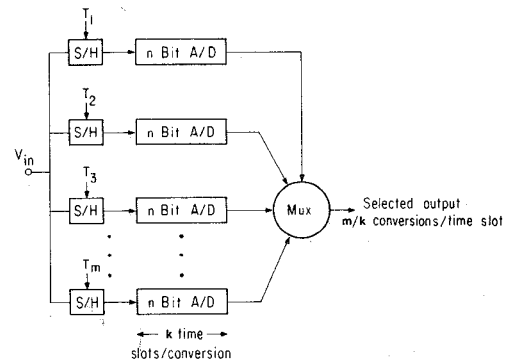 T1
S/H
n Bit A/D
T2
S/H
n Bit A/D
Vin
T3
S/H
n Bit A/D
Mux
Selected output
m/k conversions/time slot
Tm
S/H
n Bit A/D
k time
slots/conversion